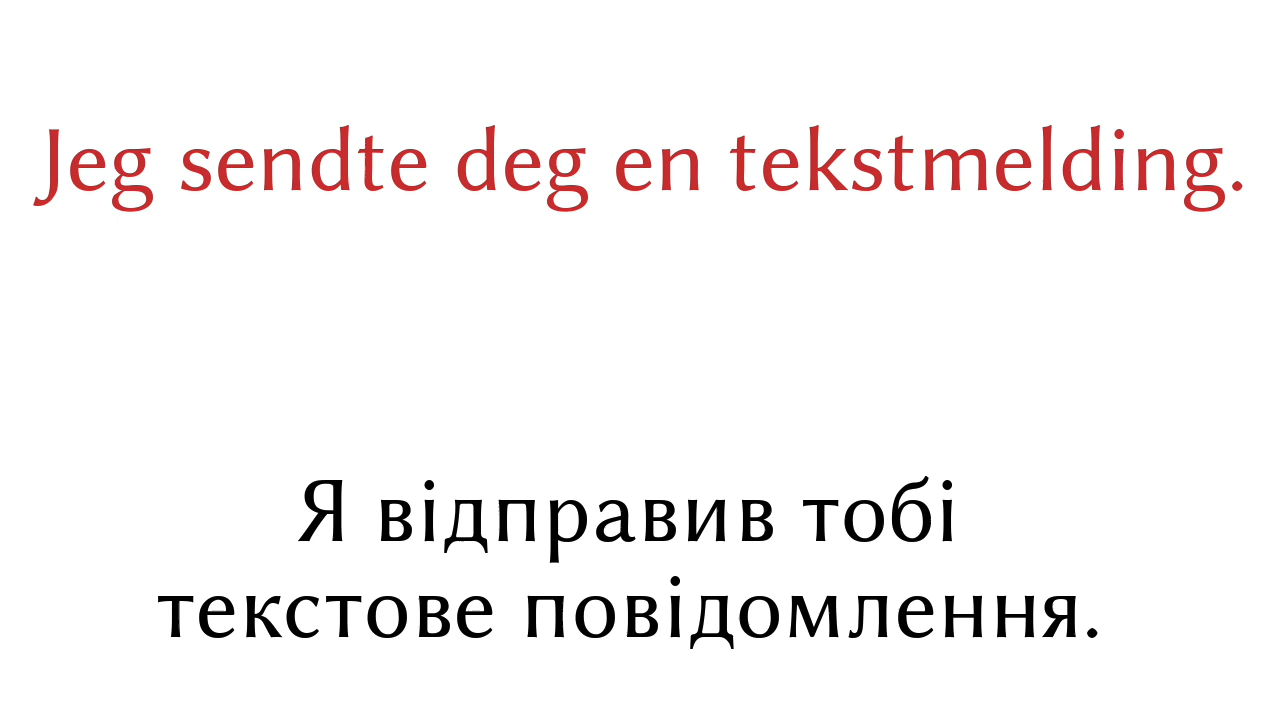 Jeg sendte deg en tekstmelding.
Я відправив тобі
текстове повідомлення.